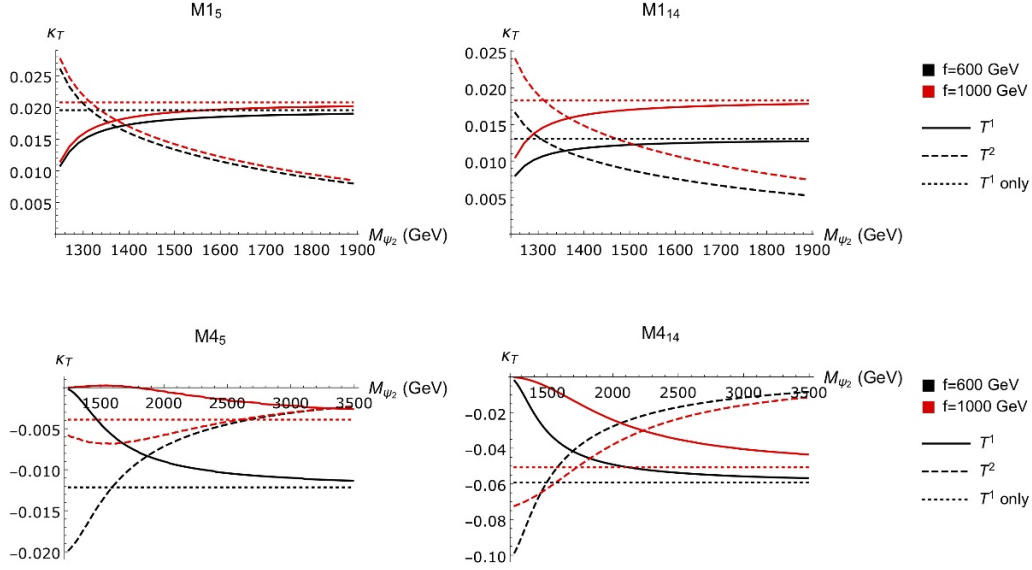 M1₅
κ_T
0.025
0.020
0.015
0.010
0.005
1300 1400 1500 1600 1700 1800 1900
M_ψ₂ (GeV)
M1₁₄
κ_T
0.025
0.020
0.015
0.010
0.005
1300 1400 1500 1600 1700 1800 1900
M_ψ₂ (GeV)
f=600 GeV
f=1000 GeV
T¹
T²
T¹ only
M4₅
κ_T
1500 2000 2500 3000 3500
M_ψ₂ (GeV)
−0.005
−0.010
−0.015
−0.020
M4₁₄
κ_T
1500 2000 2500 3000 3500
M_ψ₂ (GeV)
−0.02
−0.04
−0.06
−0.08
−0.10
f=600 GeV
f=1000 GeV
T¹
T²
T¹ only